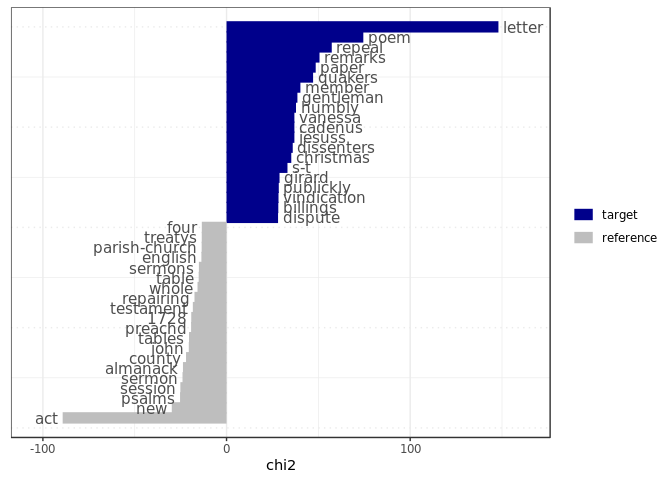 letter
poem
repeal
remarks
paper
quakers
member
gentleman
humbly
vanessa
cadenus
jesuss
dissenters
christmas
s-t
girard
publickly
vindication
billings
dispute
four
treatys
parish-church
english
sermons
table
whole
repairing
testament
1728
preachd
tables
john
county
almanack
sermon
session
psalms
new
act
-100 0 100
chi2
target
reference